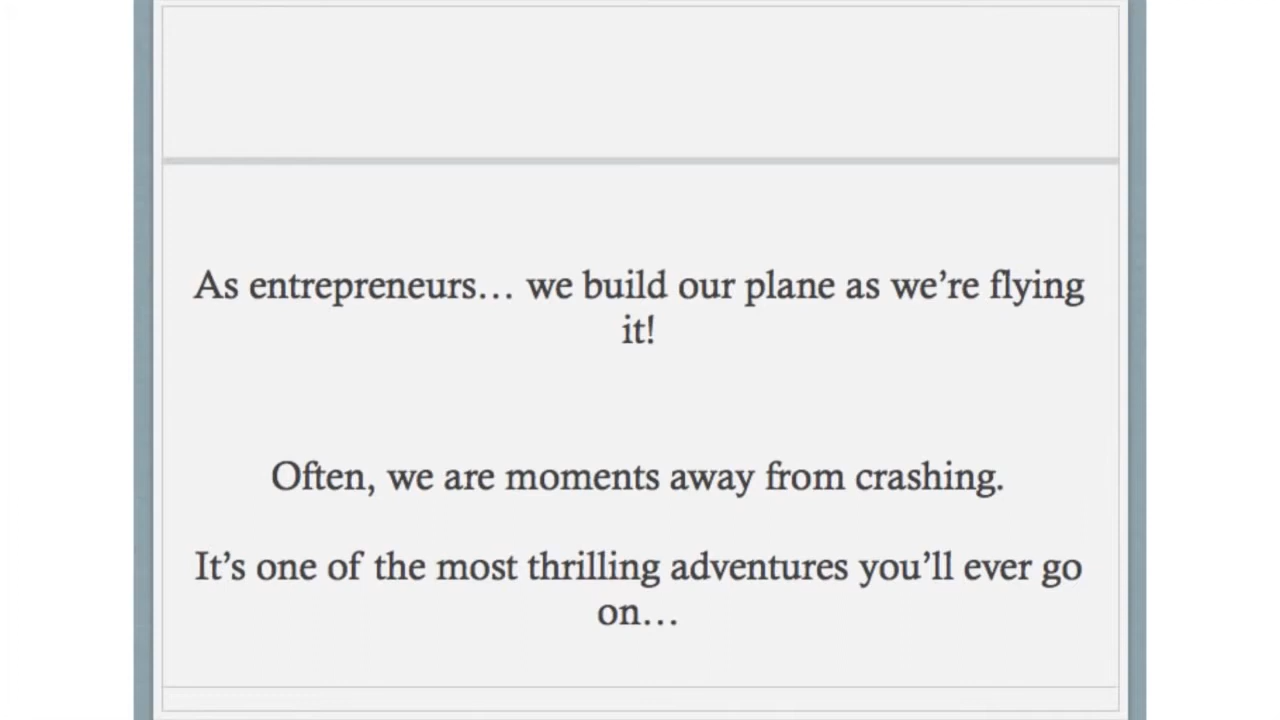 As entrepreneurs… we build our plane as we’re flying
it!
Often, we are moments away from crashing.
It’s one of the most thrilling adventures you’ll ever go
on…